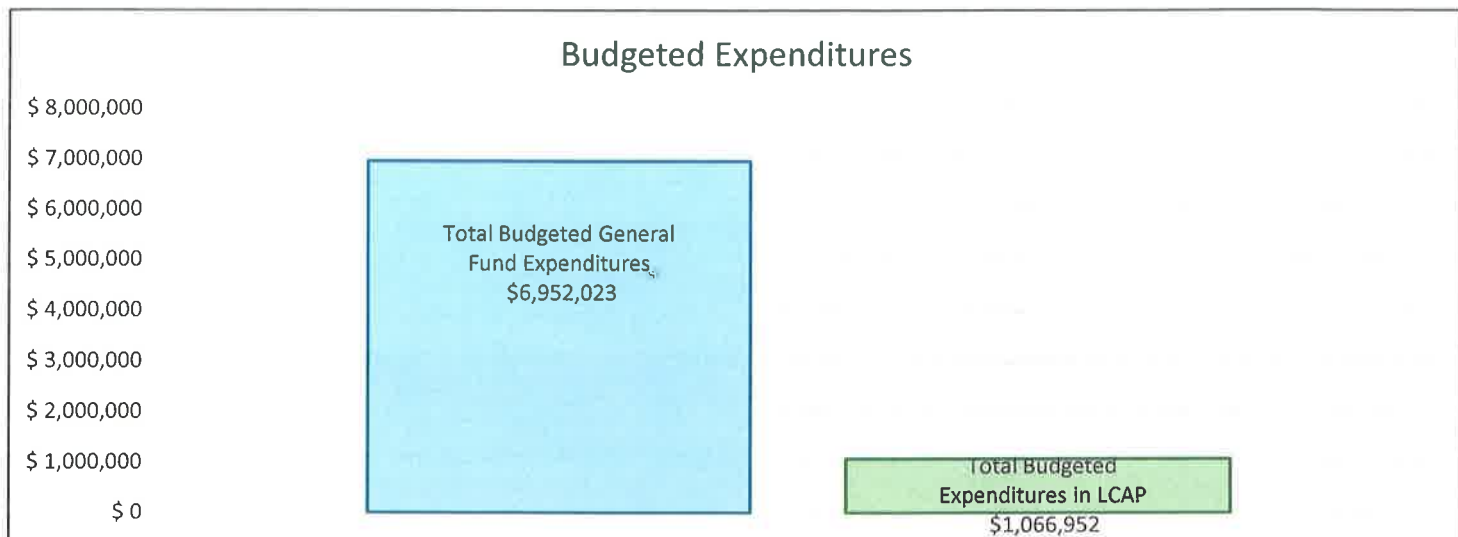 Budgeted Expenditures
$ 8,000,000
$ 7,000,000
$ 6,000,000
$ 5,000,000
$ 4,000,000
$ 3,000,000
$ 2,000,000
$ 1,000,000
$ 0
Total Budgeted General
Fund Expenditures
$6,952,023
Total Budgeted
Expenditures in LCAP
$1,066,952